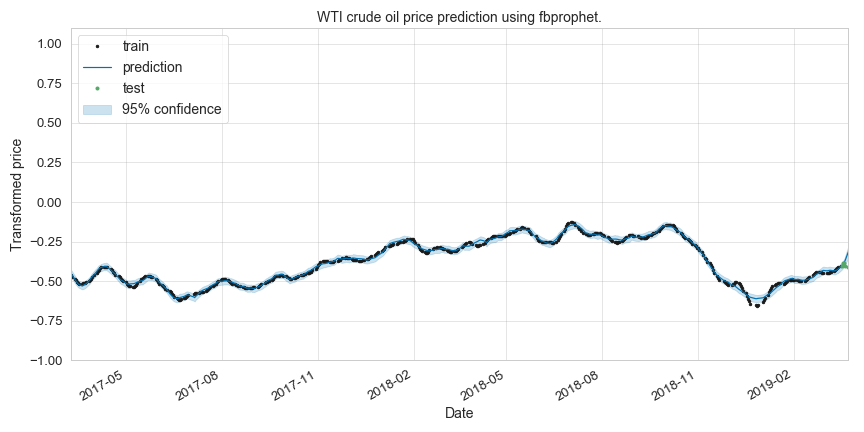 WTI crude oil price prediction using fbprophet.
train
prediction
test
95% confidence
Transformed price
1.00
0.75
0.50
0.25
0.00
−0.25
−0.50
−0.75
−1.00
2017-05
2017-08
2017-11
2018-02
2018-05
2018-08
2018-11
2019-02
Date